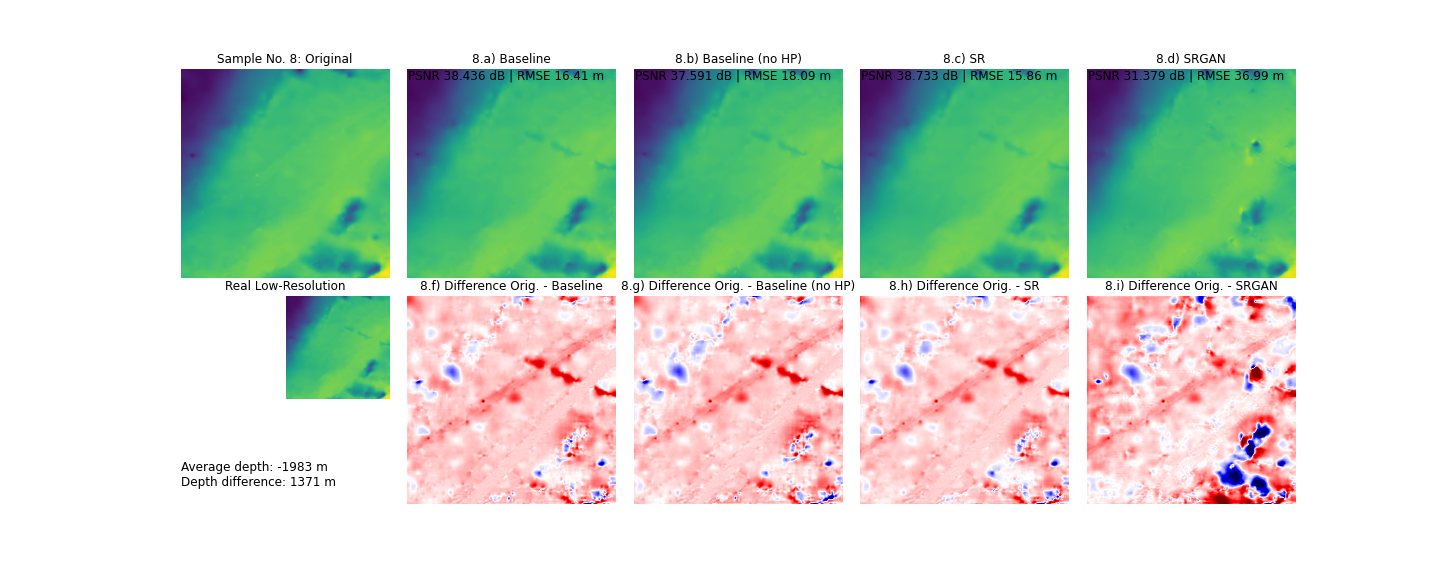 Sample No. 8: Original
8.a) Baseline
8.b) Baseline (no HP)
8.c) SR
8.d) SRGAN
PSNR 38.436 dB | RMSE 16.41 m
PSNR 37.591 dB | RMSE 18.09 m
PSNR 38.733 dB | RMSE 15.86 m
PSNR 31.379 dB | RMSE 36.99 m
Real Low-Resolution
8.f) Difference Orig. - Baseline
8.g) Difference Orig. - Baseline (no HP)
8.h) Difference Orig. - SR
8.i) Difference Orig. - SRGAN
Average depth: -1983 m
Depth difference: 1371 m